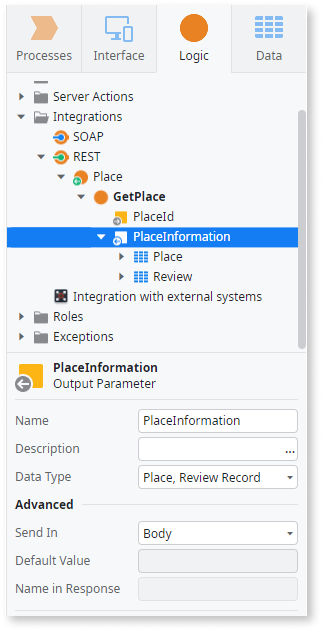 Processes
Interface
Logic
Data
Server Actions
Integrations
SOAP
REST
Place
GetPlace
PlaceId
PlaceInformation
Place
Review
Integration with external systems
Roles
Exceptions
PlaceInformation
Output Parameter
Name PlaceInformation
Description ...
Data Type Place, Review Record
Advanced
Send In Body
Default Value
Name in Response